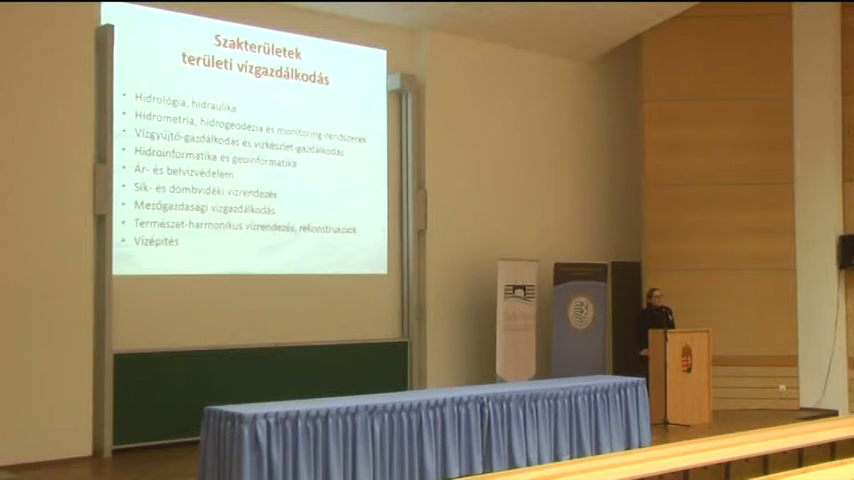 Szakterületek
területi vízgazdálkodás
• Hidrológia, hidraulika
• Hidrometria, hidrogeodézia és monitoring rendszerek
• Vízgyűjtő-gazdálkodás és vízkészlet-gazdálkodás
• Hidroinformatika és geoinformatika
• Ár- és belvízvédelem
• Sík- és dombvidéki vízrendezés
• Mezőgazdasági vízgazdálkodás
• Természet-harmonikus vízrendezés, rekonstrukciók
• Vízépítés